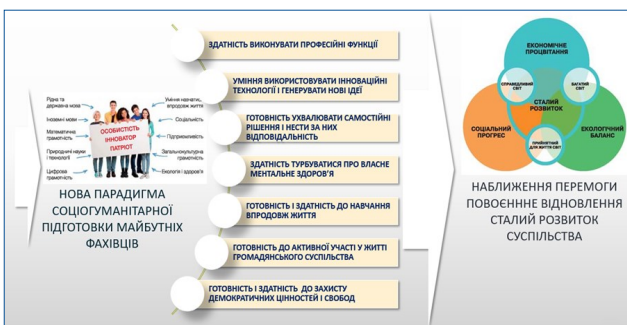 Рідна та
державна мова
Іноземні мови
Математична
грамотність
Природничі науки
і технології
Цифрова
грамотність
Уміння навчатись
впродовж життя
Соціальність
Підприємливість
Загальнокультурна
грамотність
Екологія і здоров'я
ОСОБИСТІСТЬ
ІННОВАТОР
ПАТРІОТ
НОВА ПАРАДИГМА
СОЦІОГУМАНІТАРНОЇ
ПІДГОТОВКИ МАЙБУТНІХ
ФАХІВЦІВ
ЗДАТНІСТЬ ВИКОНУВАТИ ПРОФЕСІЙНІ ФУНКЦІЇ
УМІННЯ ВИКОРИСТОВУВАТИ ІННОВАЦІЙНІ
ТЕХНОЛОГІЇ І ГЕНЕРУВАТИ НОВІ ІДЕЇ
ГОТОВНІСТЬ УХВАЛЮВАТИ САМОСТІЙНІ
РІШЕННЯ І НЕСТИ ЗА НИХ
ВІДПОВІДАЛЬНІСТЬ
ЗДАТНІСТЬ ТУРБУВАТИСЯ ПРО ВЛАСНЕ
МЕНТАЛЬНЕ ЗДОРОВ'Я
ГОТОВНІСТЬ І ЗДАТНІСТЬ ДО НАВЧАННЯ
ВПРОДОВЖ ЖИТТЯ
ГОТОВНІСТЬ ДО АКТИВНОЇ УЧАСТІ У ЖИТТІ
ГРОМАДЯНСЬКОГО СУСПІЛЬСТВА
ГОТОВНІСТЬ І ЗДАТНІСТЬ ДО ЗАХИСТУ
ДЕМОКРАТИЧНИХ ЦІННОСТЕЙ І СВОБОД
ЕКОНОМІЧНЕ
ПРОЦВІТАННЯ
СПРАВЕДЛИВИЙ
СВІТ
БАГАТИЙ
СВІТ
СТАЛИЙ
РОЗВИТОК
СОЦІАЛЬНИЙ
ПРОГРЕС
ЕКОЛОГІЧНИЙ
БАЛАНС
ПРИЙНЯТНИЙ
ДЛЯ ЖИТТЯ СВІТ
НАБЛИЖЕННЯ ПЕРЕМОГИ
ПОВОЄНННЕ ВІДНОВЛЕННЯ
СТАЛИЙ РОЗВИТОК
СУСПІЛЬСТВА